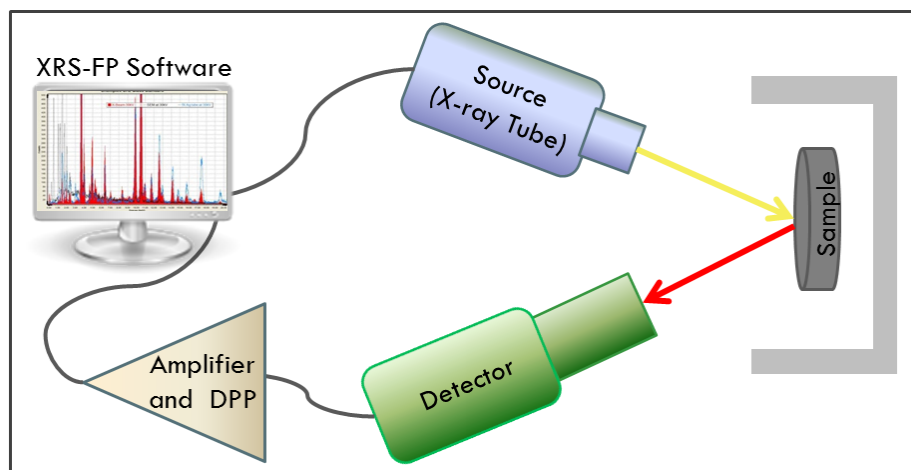 XRS-FP Software
Source
(X-ray Tube)
Sample
Detector
Amplifier
and DPP